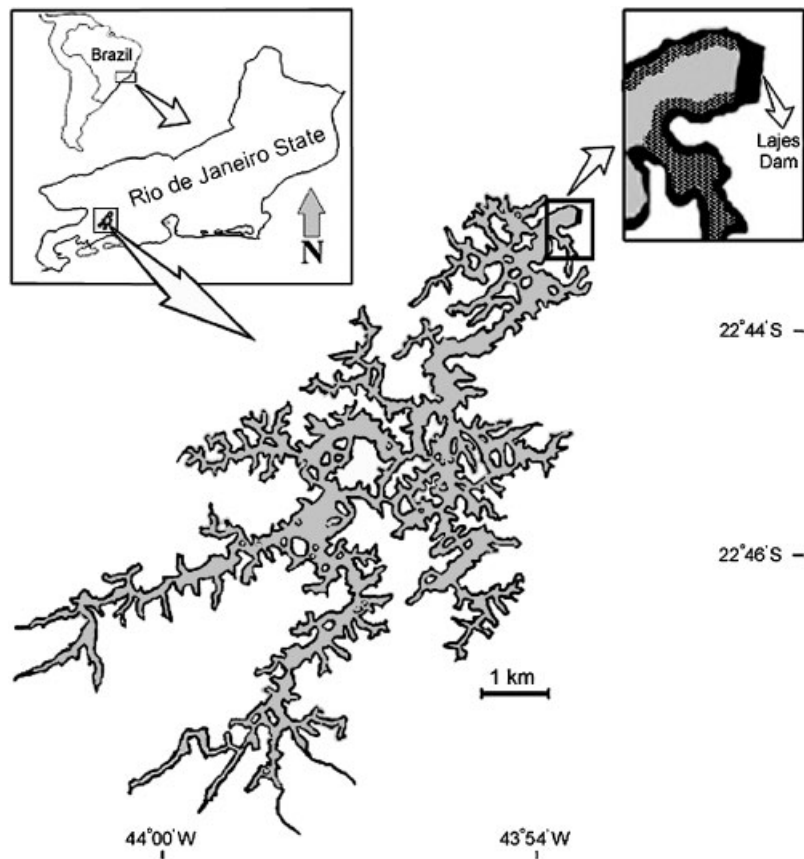 Brazil
Rio de Janeiro State
N
Lajes
Dam
22°44'S
22°46'S
1 km
44°00'W
43°54'W